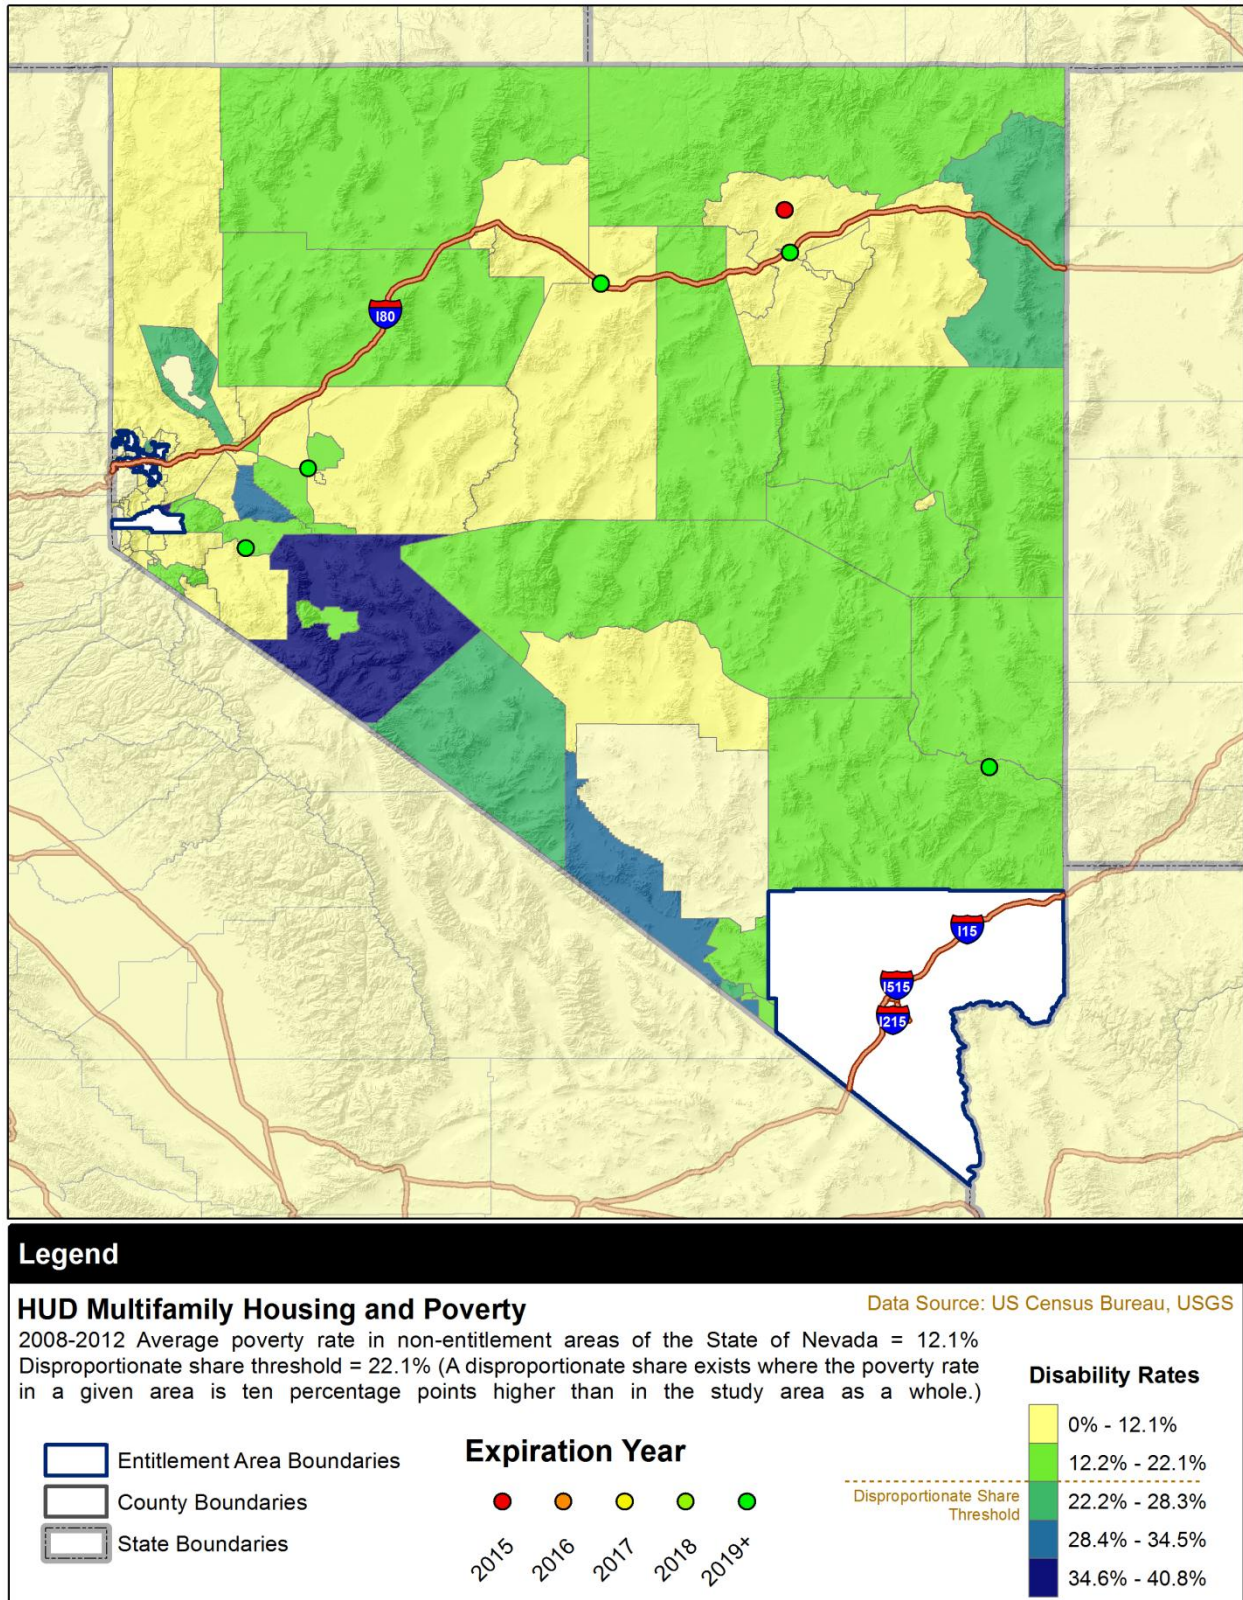 I80
I15
I515
I215
Legend
HUD Multifamily Housing and Poverty
Data Source: US Census Bureau, USGS
2008-2012 Average poverty rate in non-entitlement areas of the State of Nevada = 12.1%
Disproportionate share threshold = 22.1% (A disproportionate share exists where the poverty rate
in a given area is ten percentage points higher than in the study area as a whole.)
Entitlement Area Boundaries
County Boundaries
State Boundaries
Expiration Year
2015
2016
2017
2018
2019+
Disability Rates
0% - 12.1%
12.2% - 22.1%
Disproportionate Share
Threshold
22.2% - 28.3%
28.4% - 34.5%
34.6% - 40.8%